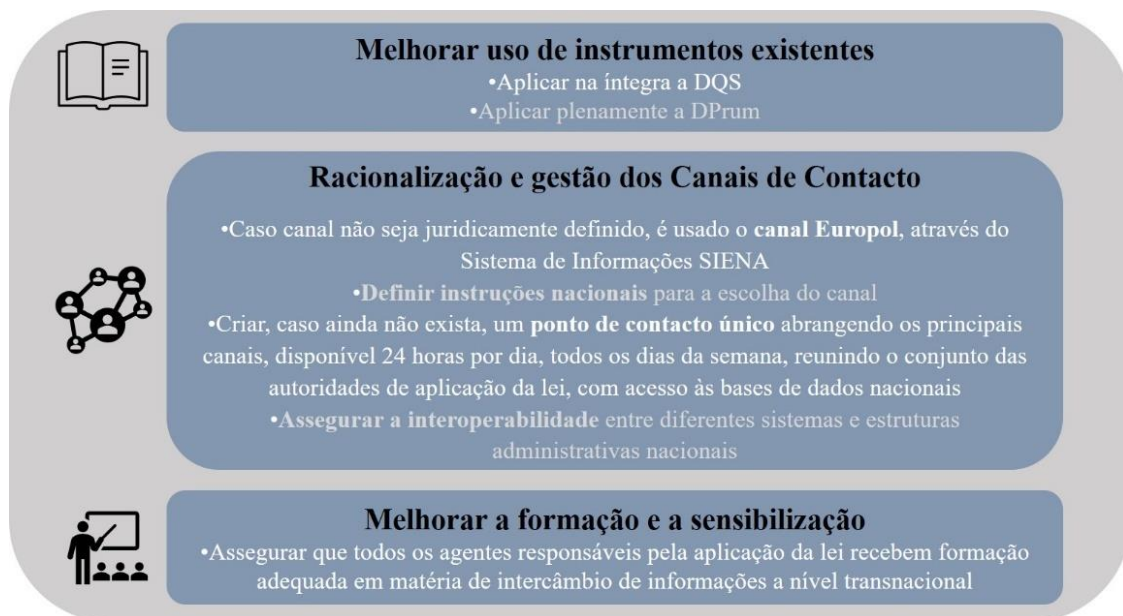 Melhorar uso de instrumentos existentes
•Aplicar na íntegra a DQS
•Aplicar plenamente a DPrum
Racionalização e gestão dos Canais de Contacto
•Caso canal não seja juridicamente definido, é usado o canal Europol, através do
Sistema de Informações SIENA
•Definir instruções nacionais para a escolha do canal
•Criar, caso ainda não exista, um ponto de contacto único abrangendo os principais
canais, disponível 24 horas por dia, todos os dias da semana, reunindo o conjunto das
autoridades de aplicação da lei, com acesso às bases de dados nacionais
•Assegurar a interoperabilidade entre diferentes sistemas e estruturas
administrativas nacionais
Melhorar a formação e a sensibilização
•Assegurar que todos os agentes responsáveis pela aplicação da lei recebem formação
adequada em matéria de intercâmbio de informações a nível transnacional